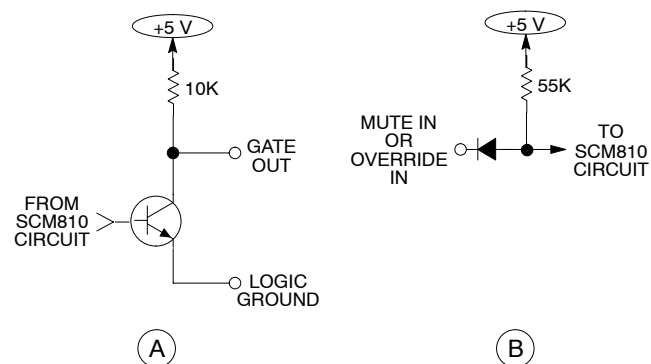 +5 V
10K
GATE
OUT
FROM
SCM810
CIRCUIT
LOGIC
GROUND
A
+5 V
55K
MUTE IN
OR
OVERRIDE
IN
TO
SCM810
CIRCUIT
B